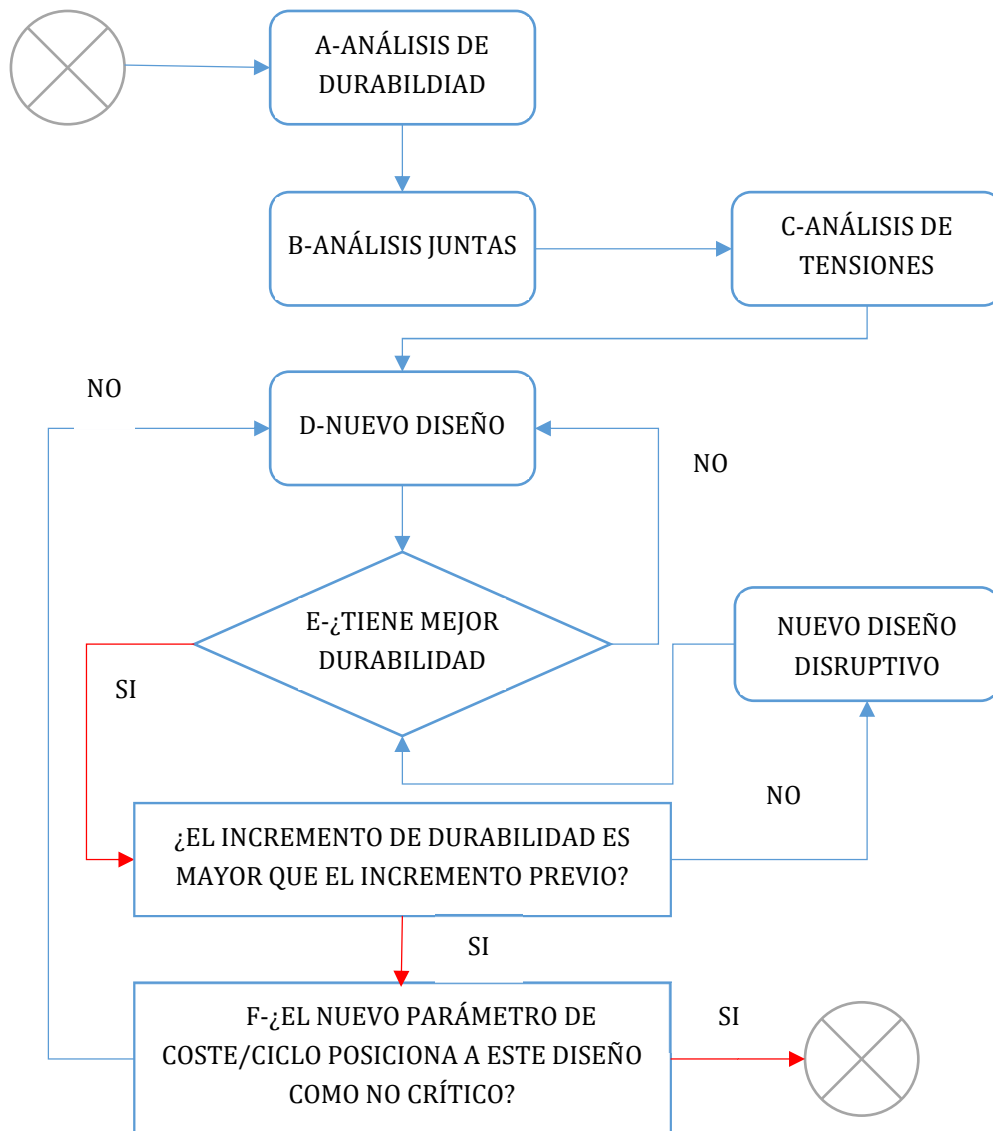 A-ANÁLISIS DE
DURABILDIAD
B-ANÁLISIS JUNTAS
C-ANÁLISIS DE
TENSIONES
NO
D-NUEVO DISEÑO
NO
E-¿TIENE MEJOR
DURABILIDAD
NUEVO DISEÑO
DISRUPTIVO
SI
NO
¿EL INCREMENTO DE DURABILIDAD ES
MAYOR QUE EL INCREMENTO PREVIO?
SI
F-¿EL NUEVO PARÁMETRO DE
COSTE/CICLO POSICIONA A ESTE DISEÑO
COMO NO CRÍTICO?
SI